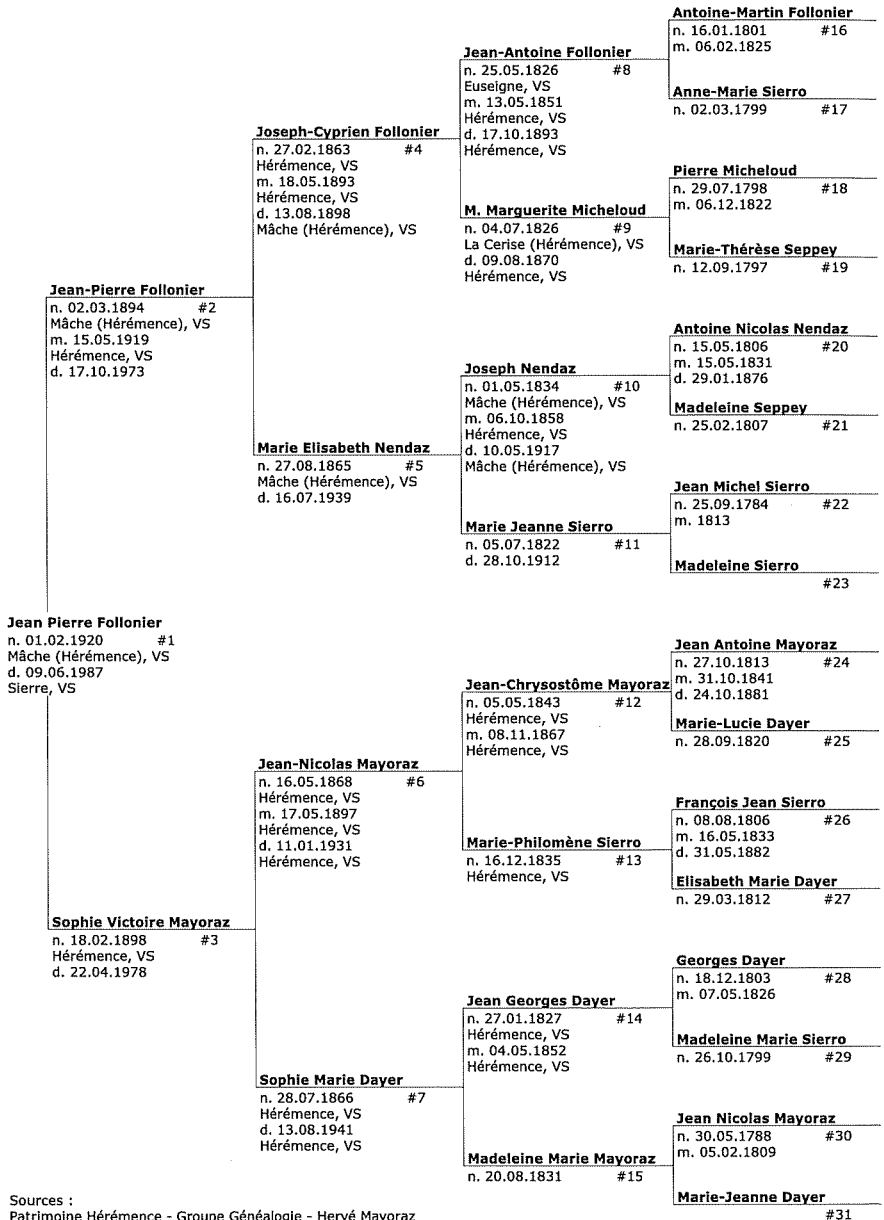 Jean Pierre Follonier
n. 01.02.1920 #1
Mâche (Hérémence), VS
d. 09.06.1987
Sierre, VS
Jean-Pierre Follonier
n. 02.03.1894 #2
Mâche (Hérémence), VS
m. 15.05.1919
Hérémence, VS
d. 17.10.1973
Sophie Victoire Mayoraz
n. 18.02.1898 #3
Hérémence, VS
d. 22.04.1978
Joseph-Cyprien Follonier
n. 27.02.1863 #4
Hérémence, VS
m. 18.05.1893
Hérémence, VS
d. 13.08.1898
Mâche (Hérémence), VS
Marie Elisabeth Nendaz
n. 27.08.1865 #5
Mâche (Hérémence), VS
d. 16.07.1939
Jean-Nicolas Mayoraz
n. 16.05.1868 #6
Hérémence, VS
m. 17.05.1897
Hérémence, VS
d. 11.01.1931
Hérémence, VS
Sophie Marie Dayer
n. 28.07.1866 #7
Hérémence, VS
d. 13.08.1941
Hérémence, VS
Jean-Antoine Follonier
n. 25.05.1826 #8
Euseigne, VS
m. 13.05.1851
Hérémence, VS
d. 17.10.1893
Hérémence, VS
M. Marguerite Micheloud
n. 04.07.1826 #9
La Cerise (Hérémence), VS
d. 09.08.1870
Hérémence, VS
Joseph Nendaz
n. 01.05.1834 #10
Mâche (Hérémence), VS
m. 06.10.1858
Hérémence, VS
d. 10.05.1917
Mâche (Hérémence), VS
Marie Jeanne Sierro
n. 05.07.1822 #11
d. 28.10.1912
Jean-Chrysostôme Mayoraz
n. 05.05.1843 #12
Hérémence, VS
m. 08.11.1867
Hérémence, VS
Marie-Philomène Sierro
n. 16.12.1835 #13
Hérémence, VS
Jean Georges Dayer
n. 27.01.1827 #14
Hérémence, VS
m. 04.05.1852
Hérémence, VS
Madeleine Marie Mayoraz
n. 20.08.1831 #15
Antoine-Martin Follonier
n. 16.01.1801 #16
m. 06.02.1825
Anne-Marie Sierro
n. 02.03.1799 #17
Pierre Micheloud
n. 29.07.1798 #18
m. 06.12.1822
Marie-Thérèse Seppey
n. 12.09.1797 #19
Antoine Nicolas Nendaz
n. 15.05.1806 #20
m. 15.05.1831
d. 29.01.1876
Madeleine Seppey
n. 25.02.1807 #21
Jean Michel Sierro
n. 25.09.1784 #22
m. 1813
Madeleine Sierro
#23
Jean Antoine Mayoraz
n. 27.10.1813 #24
m. 31.10.1841
d. 24.10.1881
Marie-Lucie Dayer
n. 28.09.1820 #25
François Jean Sierro
n. 08.08.1806 #26
m. 16.05.1833
d. 31.05.1882
Elisabeth Marie Dayer
n. 29.03.1812 #27
Georges Dayer
n. 18.12.1803 #28
m. 07.05.1826
Madeleine Marie Sierro
n. 26.10.1799 #29
Jean Nicolas Mayoraz
n. 30.05.1788 #30
m. 05.02.1809
Marie-Jeanne Dayer
#31
Sources :
Patrimoine Hérémence - Groupe Généalogie - Hervé Mayoraz